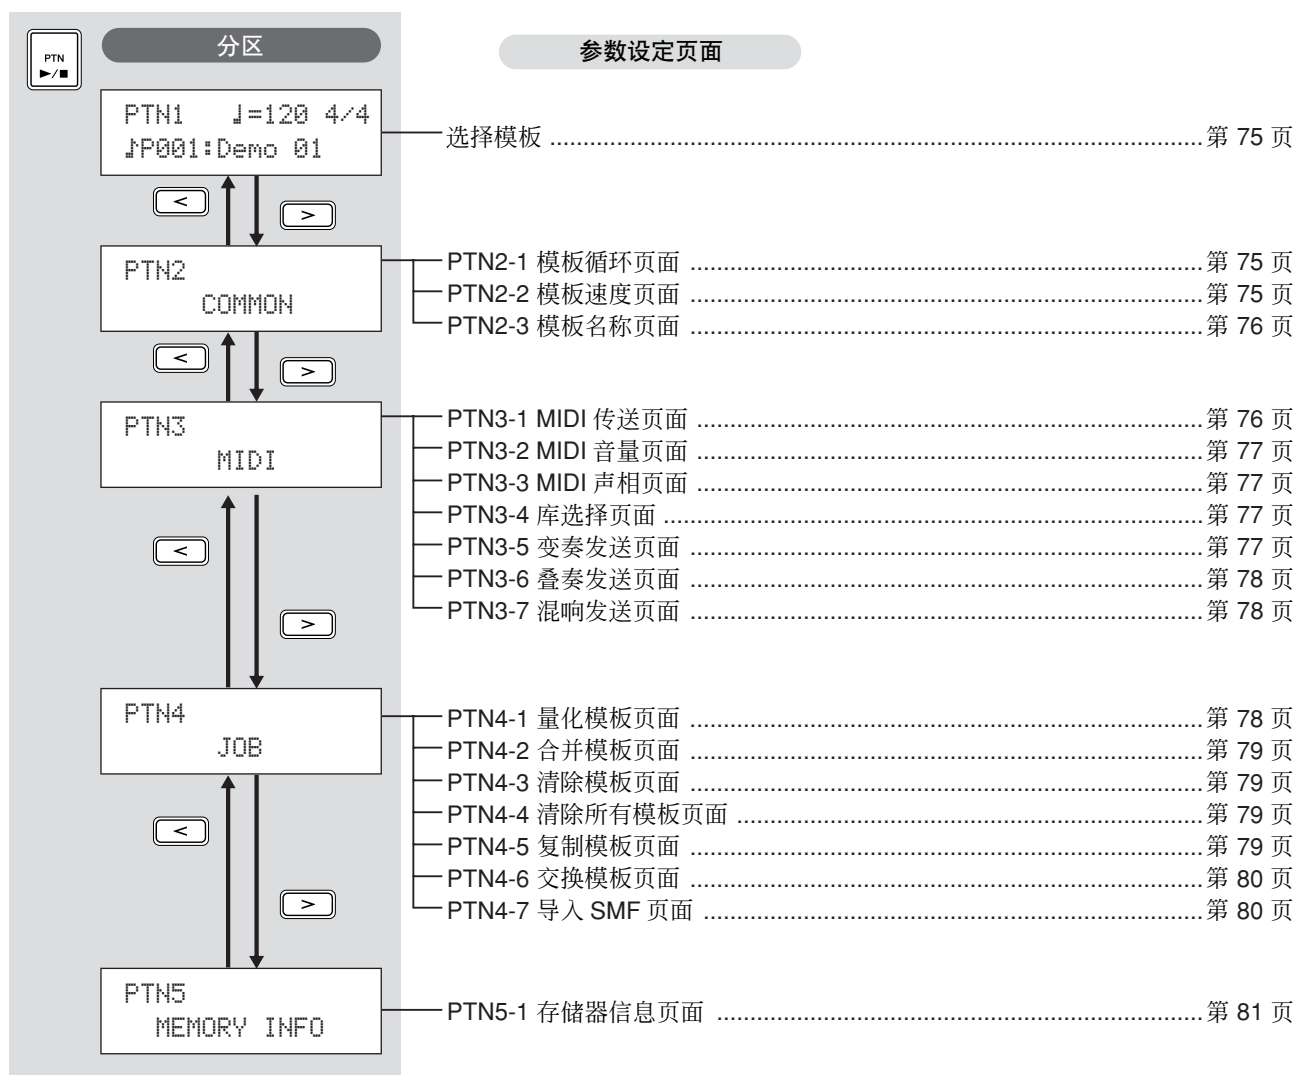 PTN
►/■
分区
参数设定页面
PTN1 ♩=120 4/4
♪P001:Demo 01
选择模板 ..... 第 75 页
<
>
PTN2
COMMON
PTN2-1 模板循环页面 ..... 第 75 页
PTN2-2 模板速度页面 ..... 第 75 页
PTN2-3 模板名称页面 ..... 第 76 页
<
>
PTN3
MIDI
PTN3-1 MIDI 传送页面 ..... 第 76 页
PTN3-2 MIDI 音量页面 ..... 第 77 页
PTN3-3 MIDI 声相页面 ..... 第 77 页
PTN3-4 库选择页面 ..... 第 77 页
PTN3-5 变奏发送页面 ..... 第 77 页
PTN3-6 叠奏发送页面 ..... 第 78 页
PTN3-7 混响发送页面 ..... 第 78 页
<
>
PTN4
JOB
PTN4-1 量化模板页面 ..... 第 78 页
PTN4-2 合并模板页面 ..... 第 79 页
PTN4-3 清除模板页面 ..... 第 79 页
PTN4-4 清除所有模板页面 ..... 第 79 页
PTN4-5 复制模板页面 ..... 第 79 页
PTN4-6 交换模板页面 ..... 第 80 页
PTN4-7 导入 SMF 页面 ..... 第 80 页
<
>
PTN5
MEMORY INFO
PTN5-1 存储器信息页面 ..... 第 81 页